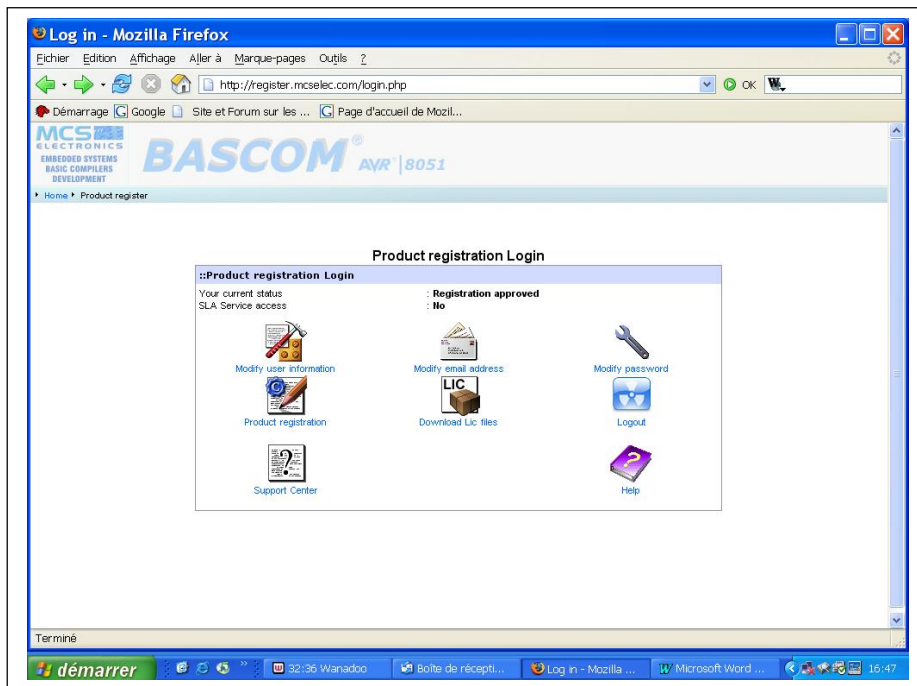 Log in - Mozilla Firefox
Fichier Edition Affichage Aller à Marque-pages Outils ?
http://register.mcselec.com/login.php
OK
W
Démarrage Google Site et Forum sur les ... Page d'accueil de Mozil...
MCS
ELECTRONICS
EMBEDDED SYSTEMS
BASIC COMPILERS
DEVELOPMENT
BASCOM® AVR® | 8051
Home Product register
Product registration Login
::Product registration Login
Your current status : Registration approved
SLA Service access : No
Modify user information Modify email address Modify password
LIC
Product registration Download Lic files Logout
Support Center Help
Terminé
démarrer 32:36 Wanadoo Boîte de récepti... Log in - Mozilla ... Microsoft Word ... 16:47